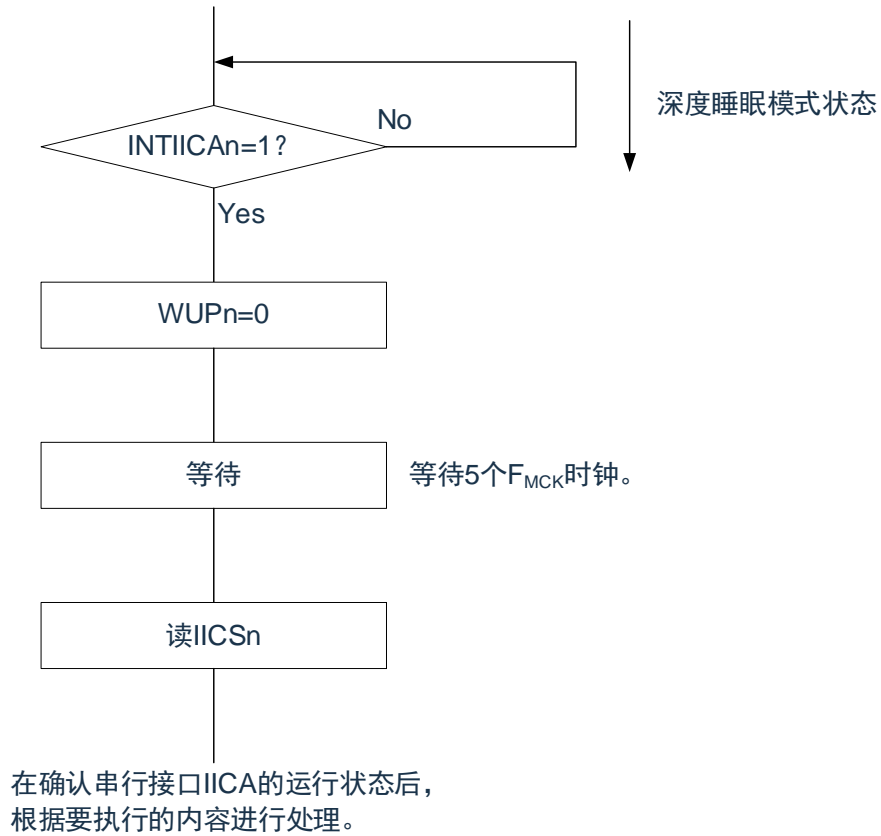 深度睡眠模式状态
No
INTIICAn=1?
Yes
WUPn=0
等待
等待5个FMCK时钟。
读IICSn
在确认串行接口IICA的运行状态后，
根据要执行的内容进行处理。